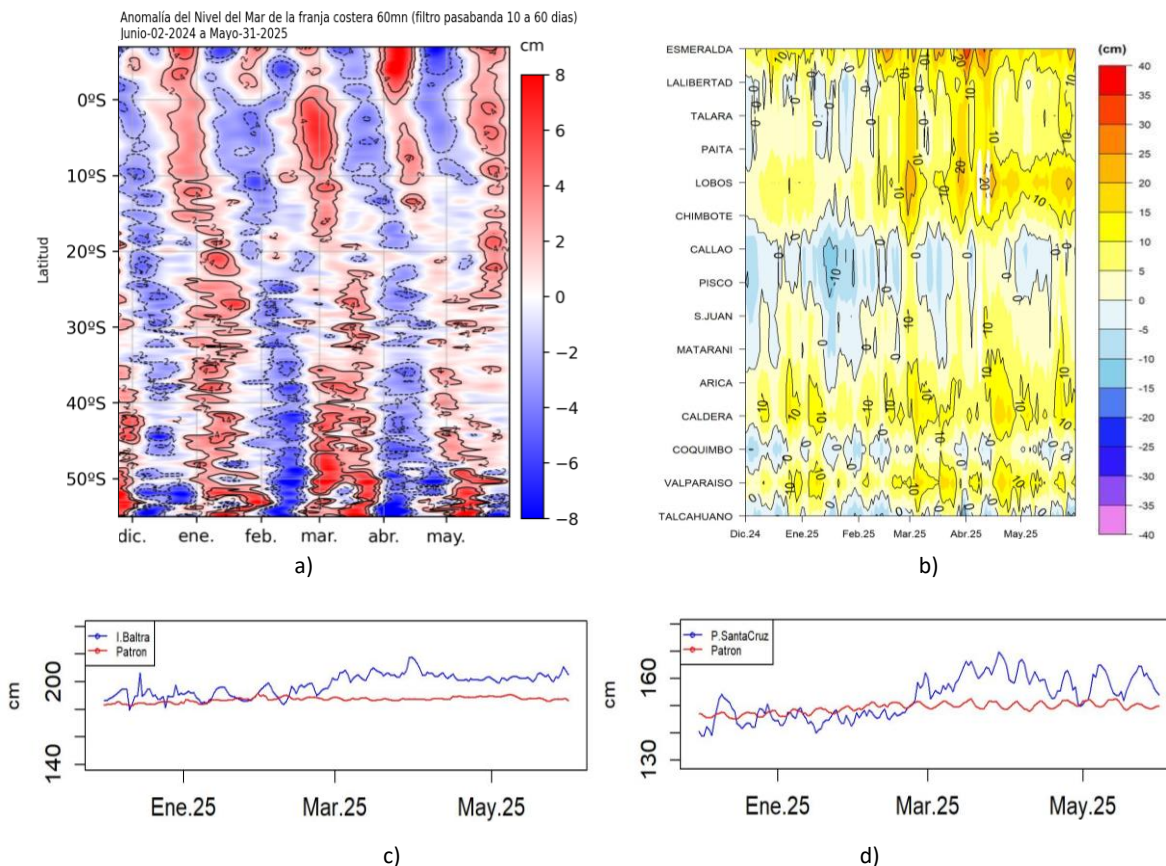 Anomalía del Nivel del Mar de la franja costera 60mn (filtro pasabanda 10 a 60 dias)
Junio-02-2024 a Mayo-31-2025
cm
8
6
4
2
0
−2
−4
−6
−8
Latitud
0ºS
10ºS
20ºS
30ºS
40ºS
50ºS
dic. ene. feb. mar. abr. may.
a)
ESMERALDA
LALIBERTAD
TALARA
PAITA
LOBOS
CHIMBOTE
CALLAO
PISCO
S.JUAN
MATARANI
ARICA
CALDERA
COQUIMBO
VALPARAISO
TALCAHUANO
Dic.24 Ene.25 Feb.25 Mar.25 Abr.25 May.25
(cm)
40
35
30
25
20
15
10
5
0
-5
-10
-15
-20
-25
-30
-35
-40
b)
I.Baltra
Patron
cm
200
140
Ene.25 Mar.25 May.25
c)
P.SantaCruz
Patron
cm
160
130
Ene.25 Mar.25 May.25
d)